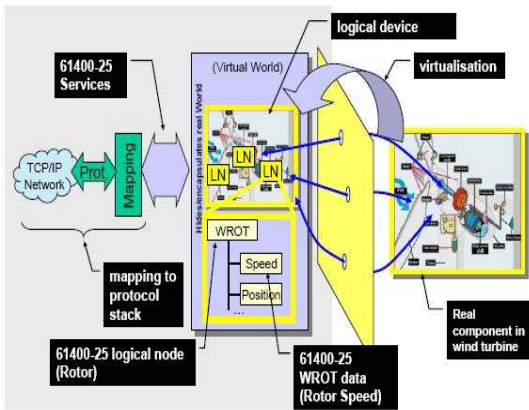 logical device
61400-25
Services
(Virtual World)
virtualisation
Hides/encapsulates real World
LN
LN
LN
TCP/IP
Network
Prot
Mapping
WROT
Speed
Position
...
mapping to
protocol
stack
61400-25 logical node
(Rotor)
61400-25
WROT data
(Rotor Speed)
Real
component in
wind turbine